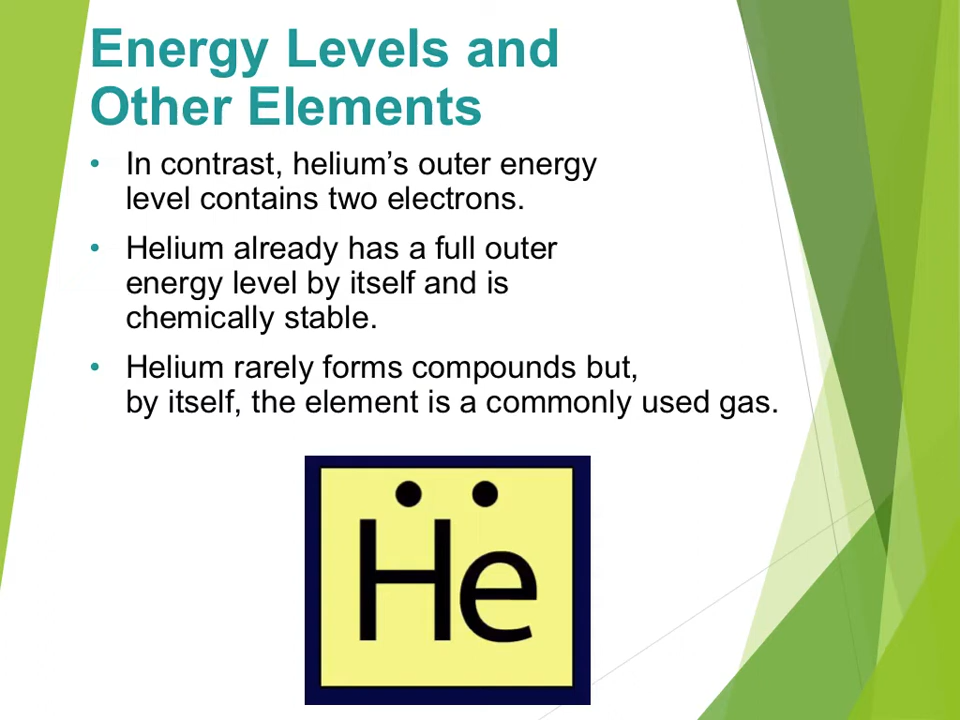 Energy Levels and
Other Elements
• In contrast, helium’s outer energy
level contains two electrons.
• Helium already has a full outer
energy level by itself and is
chemically stable.
• Helium rarely forms compounds but,
by itself, the element is a commonly used gas.
He